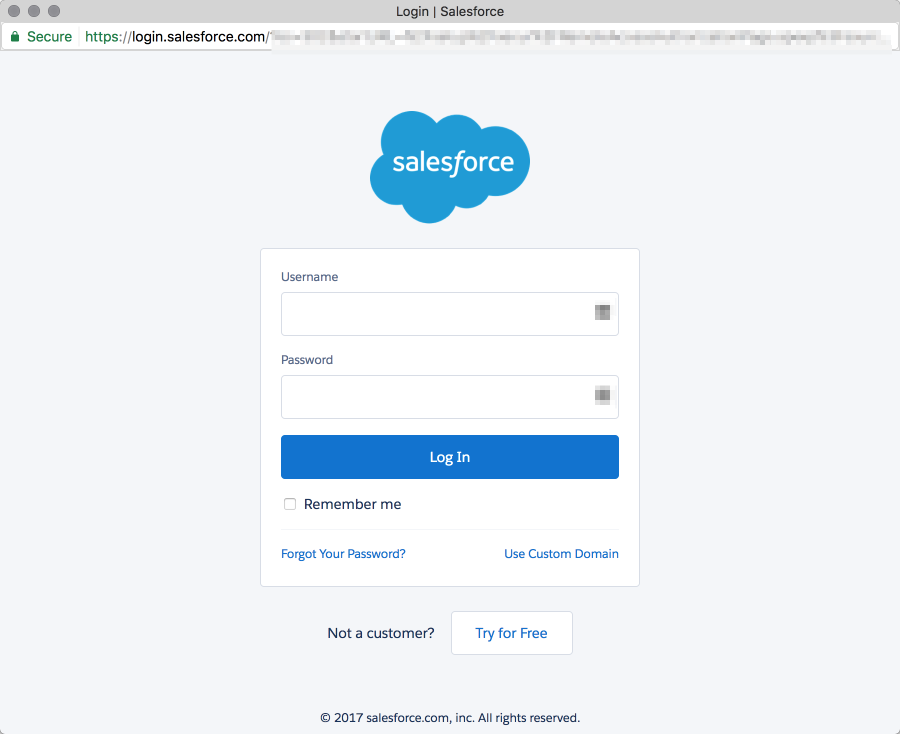 Login | Salesforce
Secure https://login.salesforce.com/
salesforce
Username
Password
Log In
Remember me
Forgot Your Password? Use Custom Domain
Not a customer? Try for Free
© 2017 salesforce.com, inc. All rights reserved.